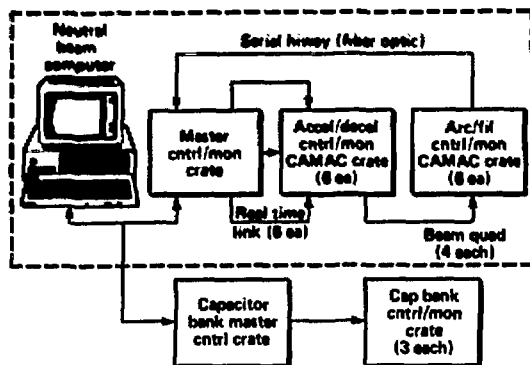 Neutral
beam
computer
Serial hiway (fiber optic)
Master
cntrl/mon
crate
Accel/decel
cntrl/mon
CAMAC crate
(6 ea)
Arc/fil
cntrl/mon
CAMAC crate
(6 ea)
Real time
link (6 ea)
Beam quad
(4 each)
Capacitor
bank master
cntrl crate
Cap bank
cntrl/mon
crate
(3 each)